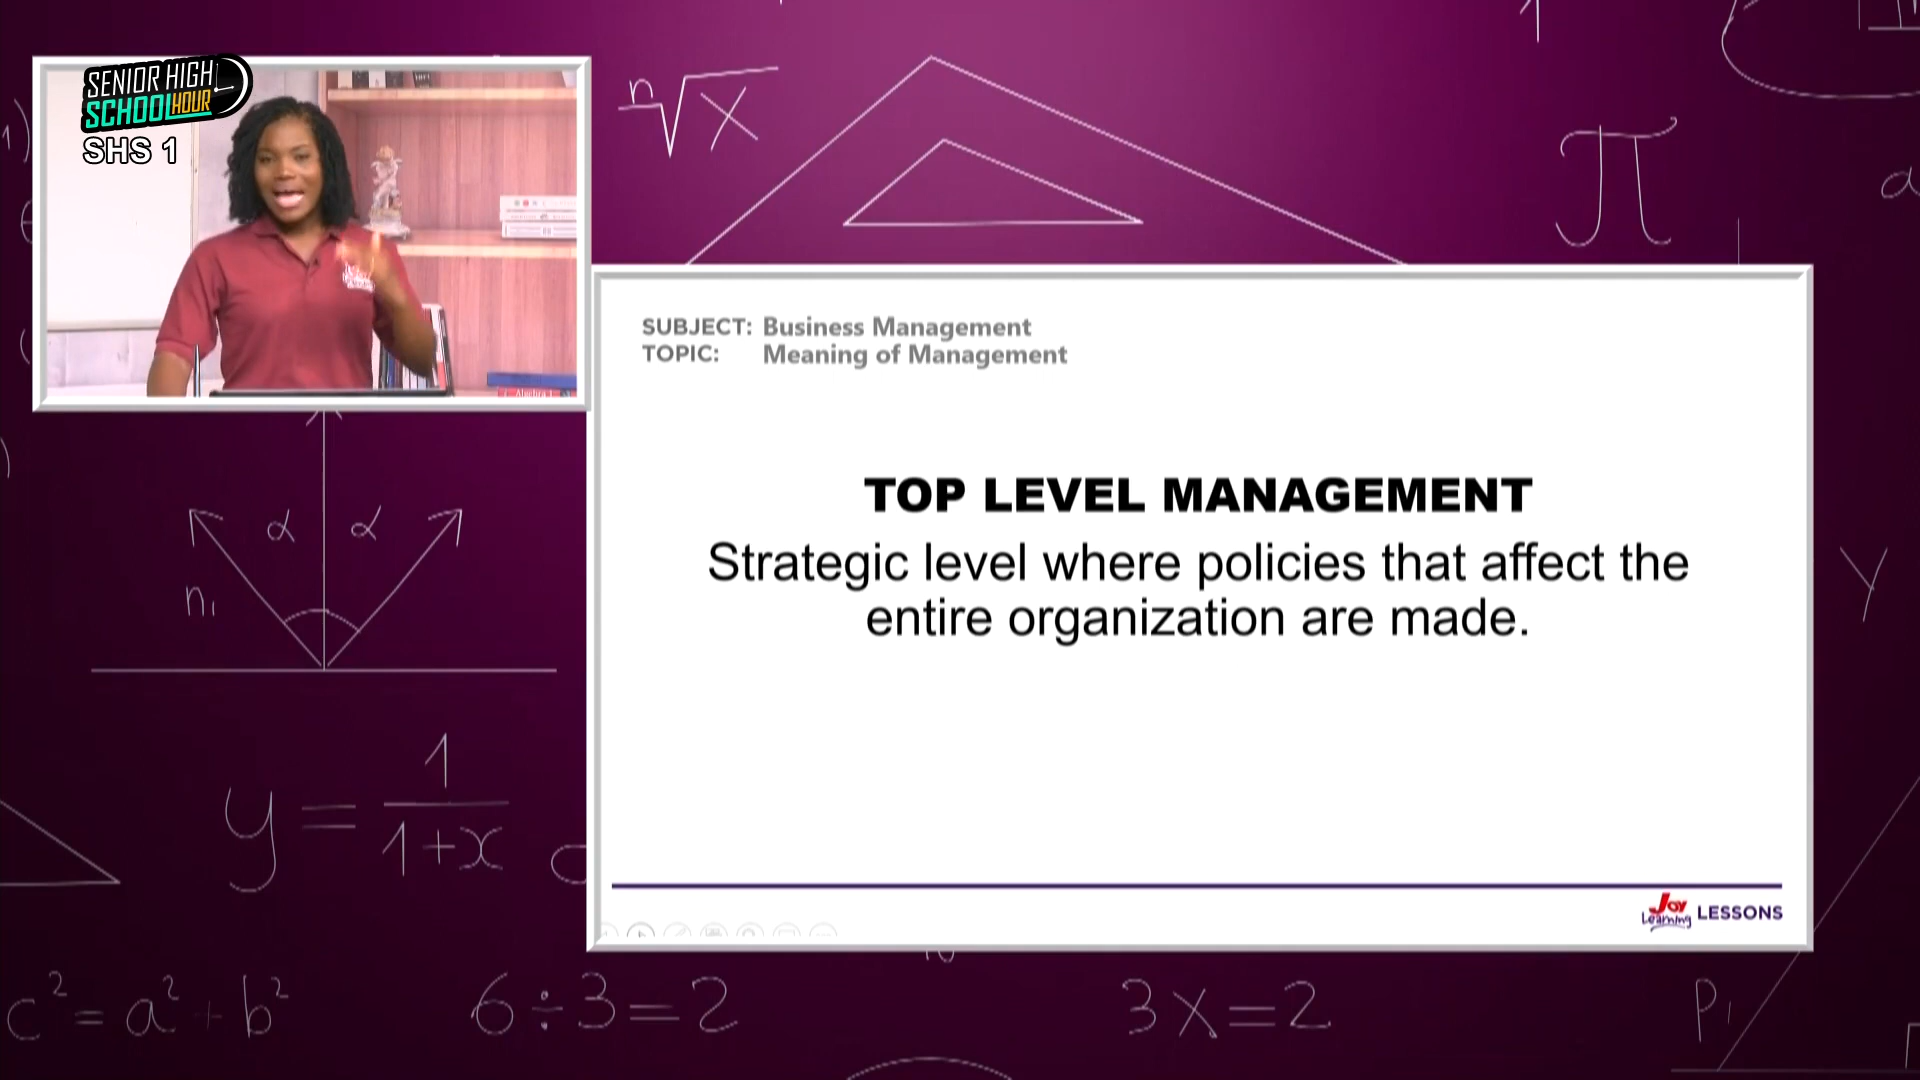 SENIOR HIGH
SCHOOL HOUR
SHS 1
n√x
π
a
SUBJECT: Business Management
TOPIC: Meaning of Management
TOP LEVEL MANAGEMENT
Strategic level where policies that affect the
entire organization are made.
α α
n₁
y
y = 1/(1+x)
Joy Learning LESSONS
c² = a² + b²
6÷3=2
3x=2
P₁